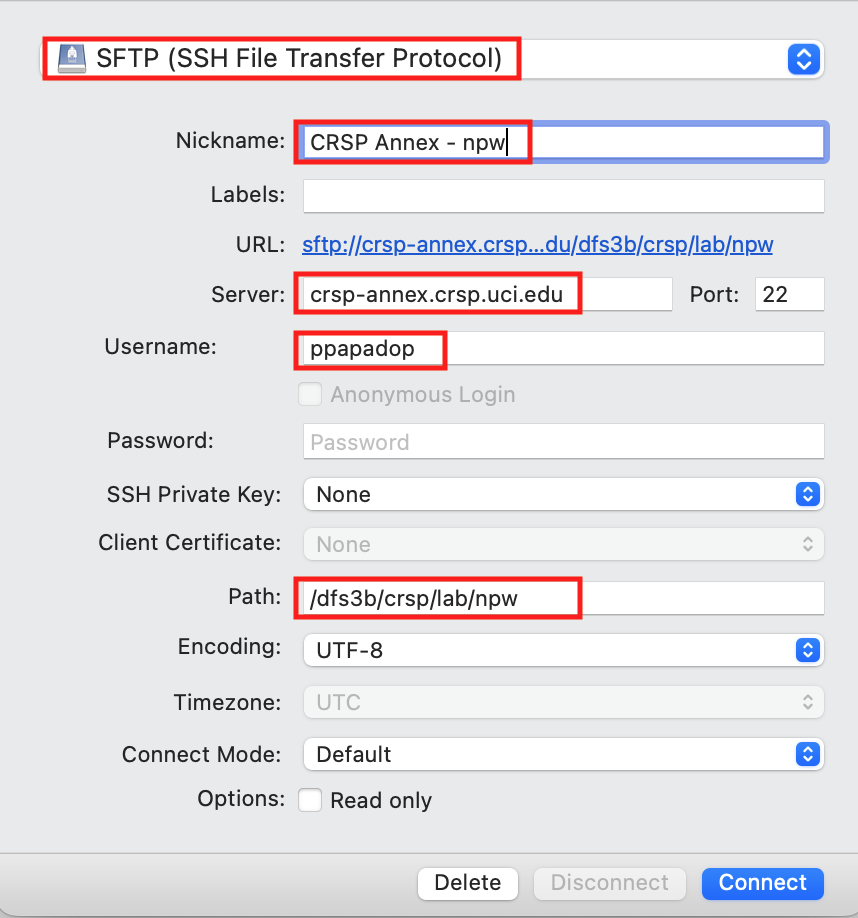 SFTP (SSH File Transfer Protocol)
Nickname: CRSP Annex - npw
Labels:
URL: sftp://crsp-annex.crsp...du/dfs3b/crsp/lab/npw
Server: crsp-annex.crsp.uci.edu Port: 22
Username: ppapadop
Anonymous Login
Password: Password
SSH Private Key: None
Client Certificate: None
Path: /dfs3b/crsp/lab/npw
Encoding: UTF-8
Timezone: UTC
Connect Mode: Default
Options: Read only
Delete Disconnect Connect